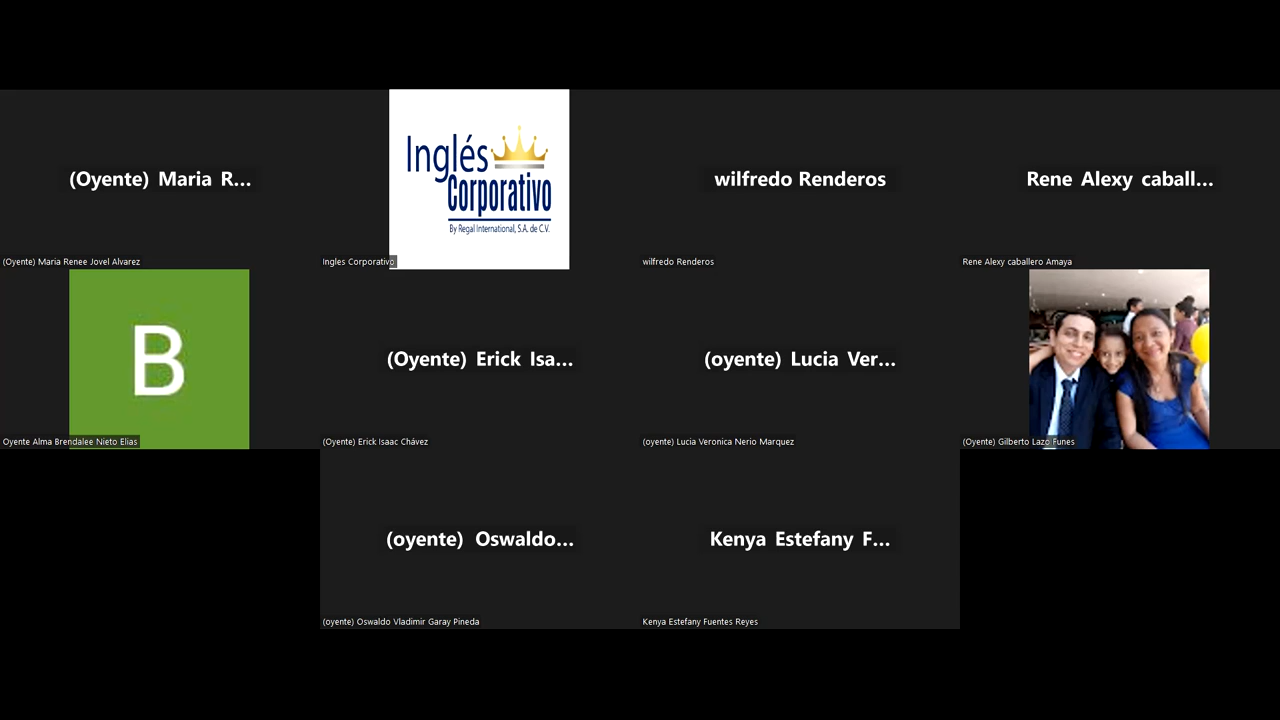 (Oyente) Maria R...
(Oyente) Maria Renee Jovel Alvarez
Inglés
Corporativo
By Regal International, S.A. de C.V.
Ingles Corporativo
wilfredo Renderos
wilfredo Renderos
Rene Alexy caball...
Rene Alexy caballero Amaya
B
Oyente Alma Brendalee Nieto Elias
(Oyente) Erick Isa...
(Oyente) Erick Isaac Chávez
(oyente) Lucia Ver...
(oyente) Lucia Veronica Nerio Marquez
(Oyente) Gilberto Lazo Funes
(oyente) Oswaldo...
(oyente) Oswaldo Vladimir Garay Pineda
Kenya Estefany F...
Kenya Estefany Fuentes Reyes